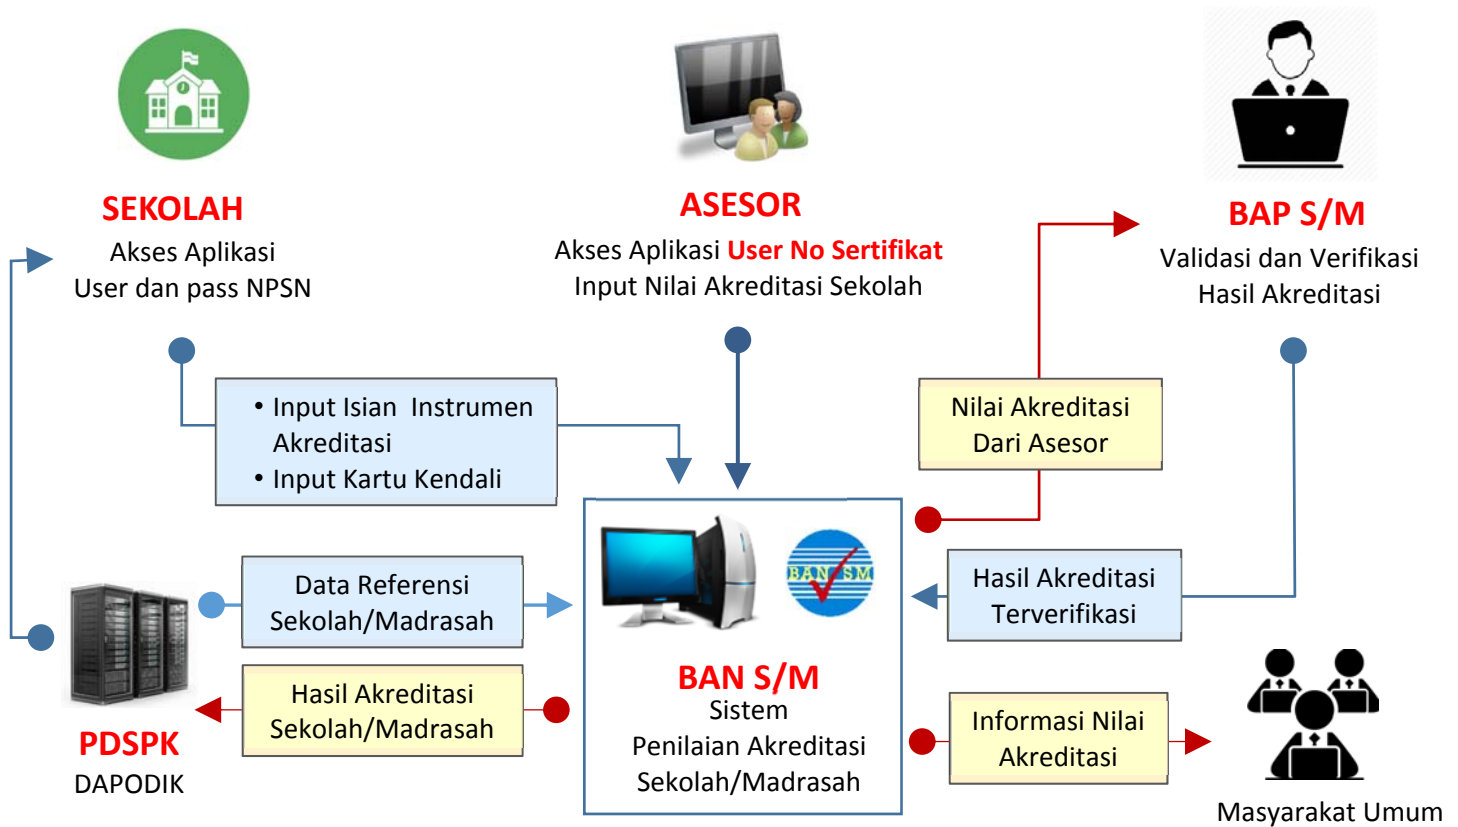 SEKOLAH
Akses Aplikasi
User dan pass NPSN
ASESOR
Akses Aplikasi User No Sertifikat
Input Nilai Akreditasi Sekolah
BAP S/M
Validasi dan Verifikasi
Hasil Akreditasi
• Input Isian Instrumen
Akreditasi
• Input Kartu Kendali
Nilai Akreditasi
Dari Asesor
Data Referensi
Sekolah/Madrasah
BAN SM
Hasil Akreditasi
Terverifikasi
Hasil Akreditasi
Sekolah/Madrasah
BAN S/M
Sistem
Penilaian Akreditasi
Sekolah/Madrasah
Informasi Nilai
Akreditasi
PDSPK
DAPODIK
Masyarakat Umum